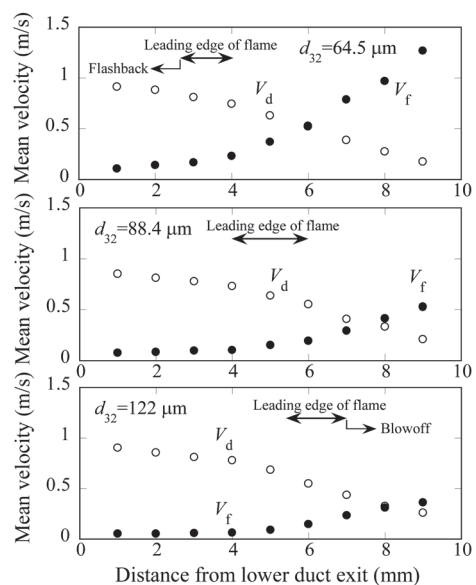 Mean velocity (m/s)
1.5
1
0.5
0
Leading edge of flame
Flashback
d32=64.5 μm
Vd
Vf
0 2 4 6 8 10
Mean velocity (m/s)
1.5
1
0.5
0
d32=88.4 μm
Leading edge of flame
Vd
Vf
0 2 4 6 8 10
Mean velocity (m/s)
1.5
1
0.5
0
d32=122 μm
Leading edge of flame
Blowoff
Vd
Vf
0 2 4 6 8 10
Distance from lower duct exit (mm)